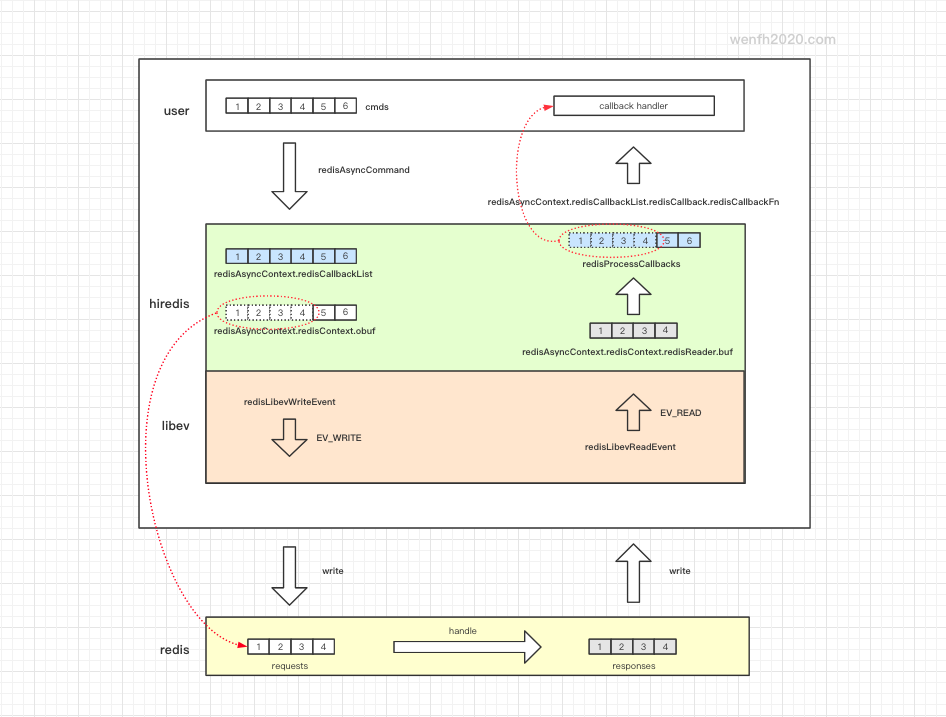 wenfh2020.com
user
1 2 3 4 5 6 cmds
callback handler
redisAsyncCommand
redisAsyncContext.redisCallbackList.redisCallback.redisCallbackFn
hiredis
1 2 3 4 5 6
redisAsyncContext.redisCallbackList
1 2 3 4 5 6
redisAsyncContext.redisContext.obuf
1 2 3 4 5 6
redisProcessCallbacks
1 2 3 4
redisAsyncContext.redisContext.redisReader.buf
libev
redisLibevWriteEvent
EV_WRITE
EV_READ
redisLibevReadEvent
write
write
redis
1 2 3 4
requests
handle
1 2 3 4
responses